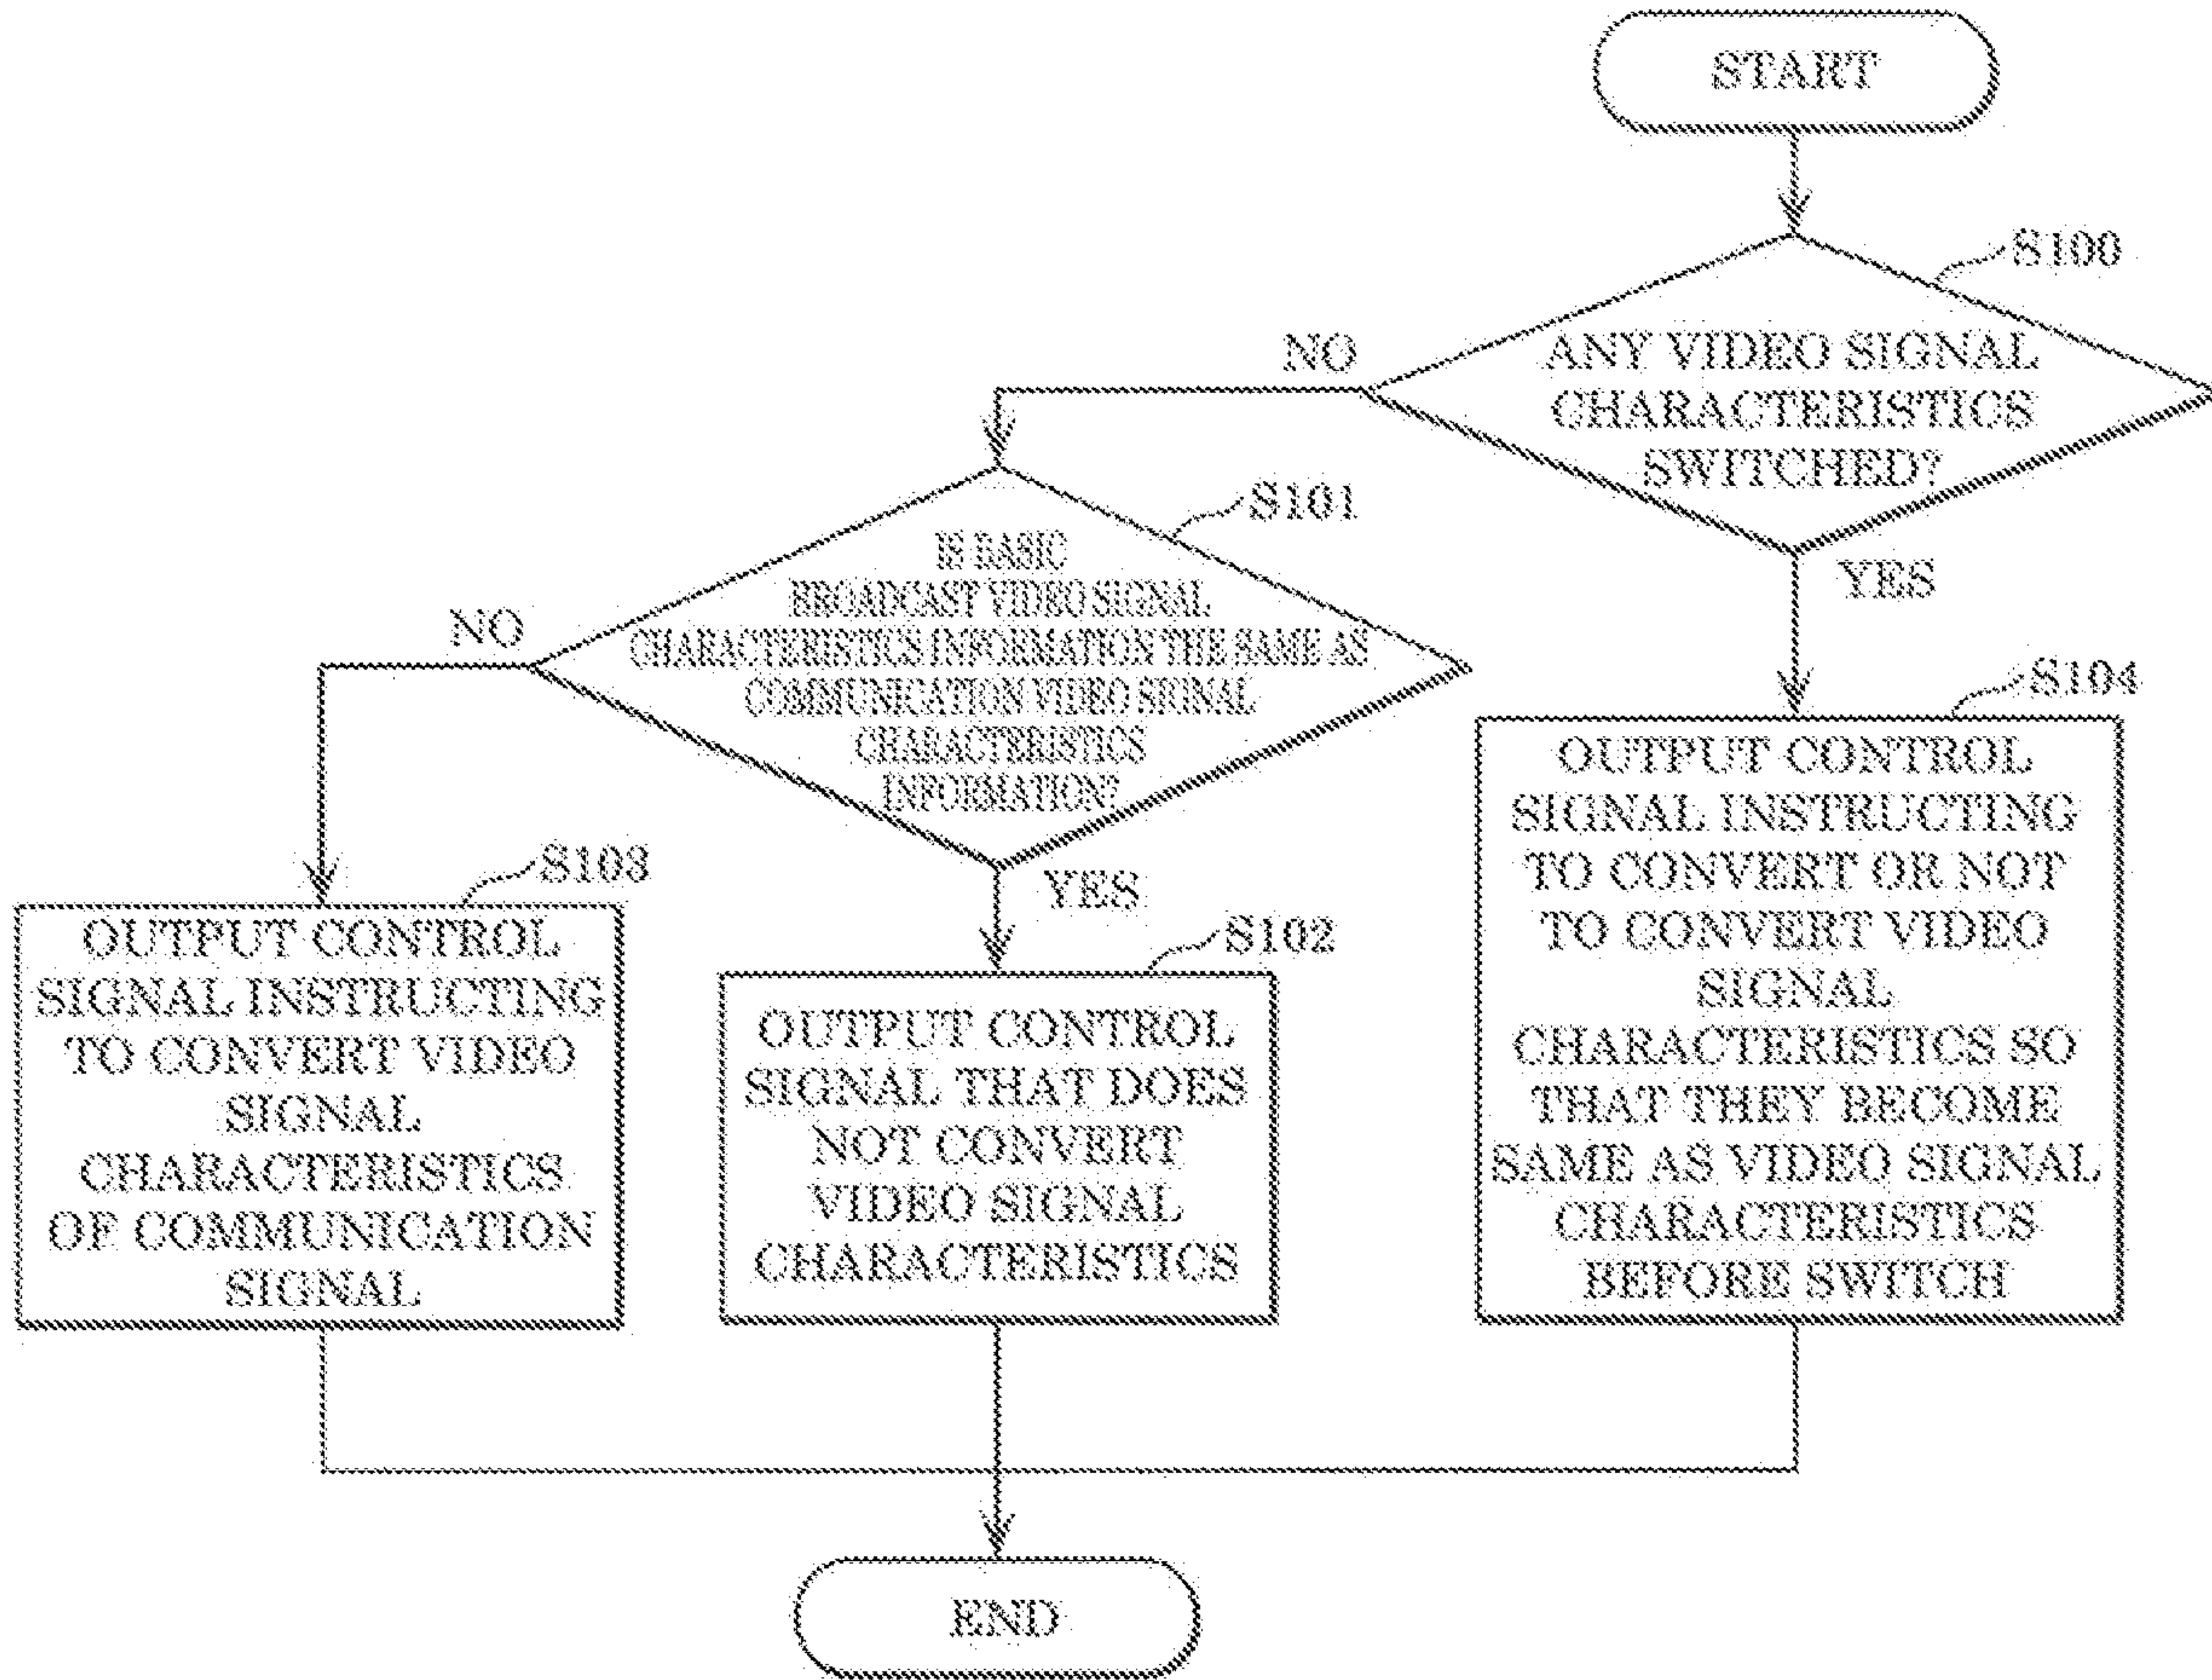 START
S100
ANY VIDEO SIGNAL
CHARACTERISTICS
SWITCHED?
NO
YES
S101
IS BASIC
BROADCAST VIDEO SIGNAL
CHARACTERISTICS INFORMATION THE SAME AS
COMMUNICATION VIDEO SIGNAL
CHARACTERISTICS
INFORMATION?
NO
YES
S103
OUTPUT CONTROL
SIGNAL INSTRUCTING
TO CONVERT VIDEO
SIGNAL
CHARACTERISTICS
OF COMMUNICATION
SIGNAL
S102
OUTPUT CONTROL
SIGNAL THAT DOES
NOT CONVERT
VIDEO SIGNAL
CHARACTERISTICS
S104
OUTPUT CONTROL
SIGNAL INSTRUCTING
TO CONVERT OR NOT
TO CONVERT VIDEO
SIGNAL
CHARACTERISTICS SO
THAT THEY BECOME
SAME AS VIDEO SIGNAL
CHARACTERISTICS
BEFORE SWITCH
END